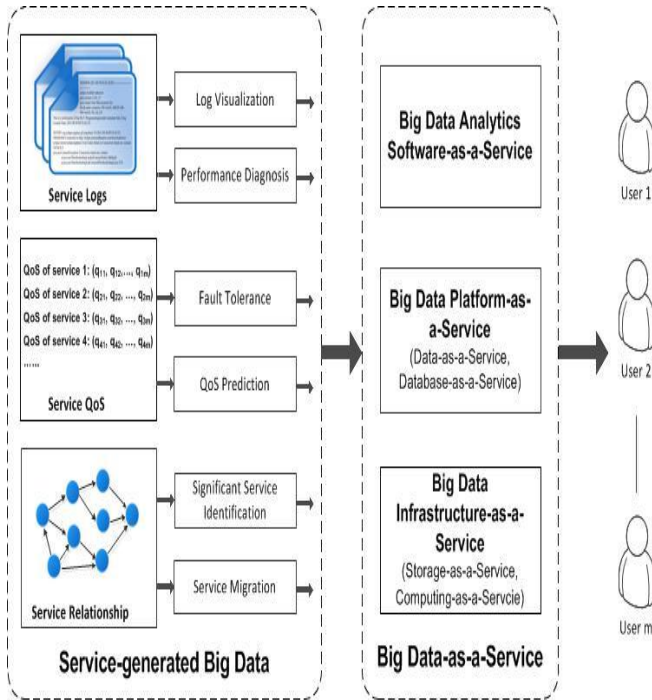 Log Visualization
Performance Diagnosis
Service Logs
QoS of service 1: (q11, q12,..., q1m)
QoS of service 2: (q21, q22, ..., q2m)
QoS of service 3: (q31, q32, ..., q3m)
QoS of service 4: (q41, q42, ..., q4m)
......
Service QoS
Fault Tolerance
QoS Prediction
Significant Service
Identification
Service Migration
Service Relationship
Service-generated Big Data
Big Data Analytics
Software-as-a-Service
Big Data Platform-as-
a-Service
(Data-as-a-Service,
Database-as-a-Service)
Big Data
Infrastructure-as-a-
Service
(Storage-as-a-Service,
Computing-as-a-Servcie)
Big Data-as-a-Service
User 1
User 2
User m